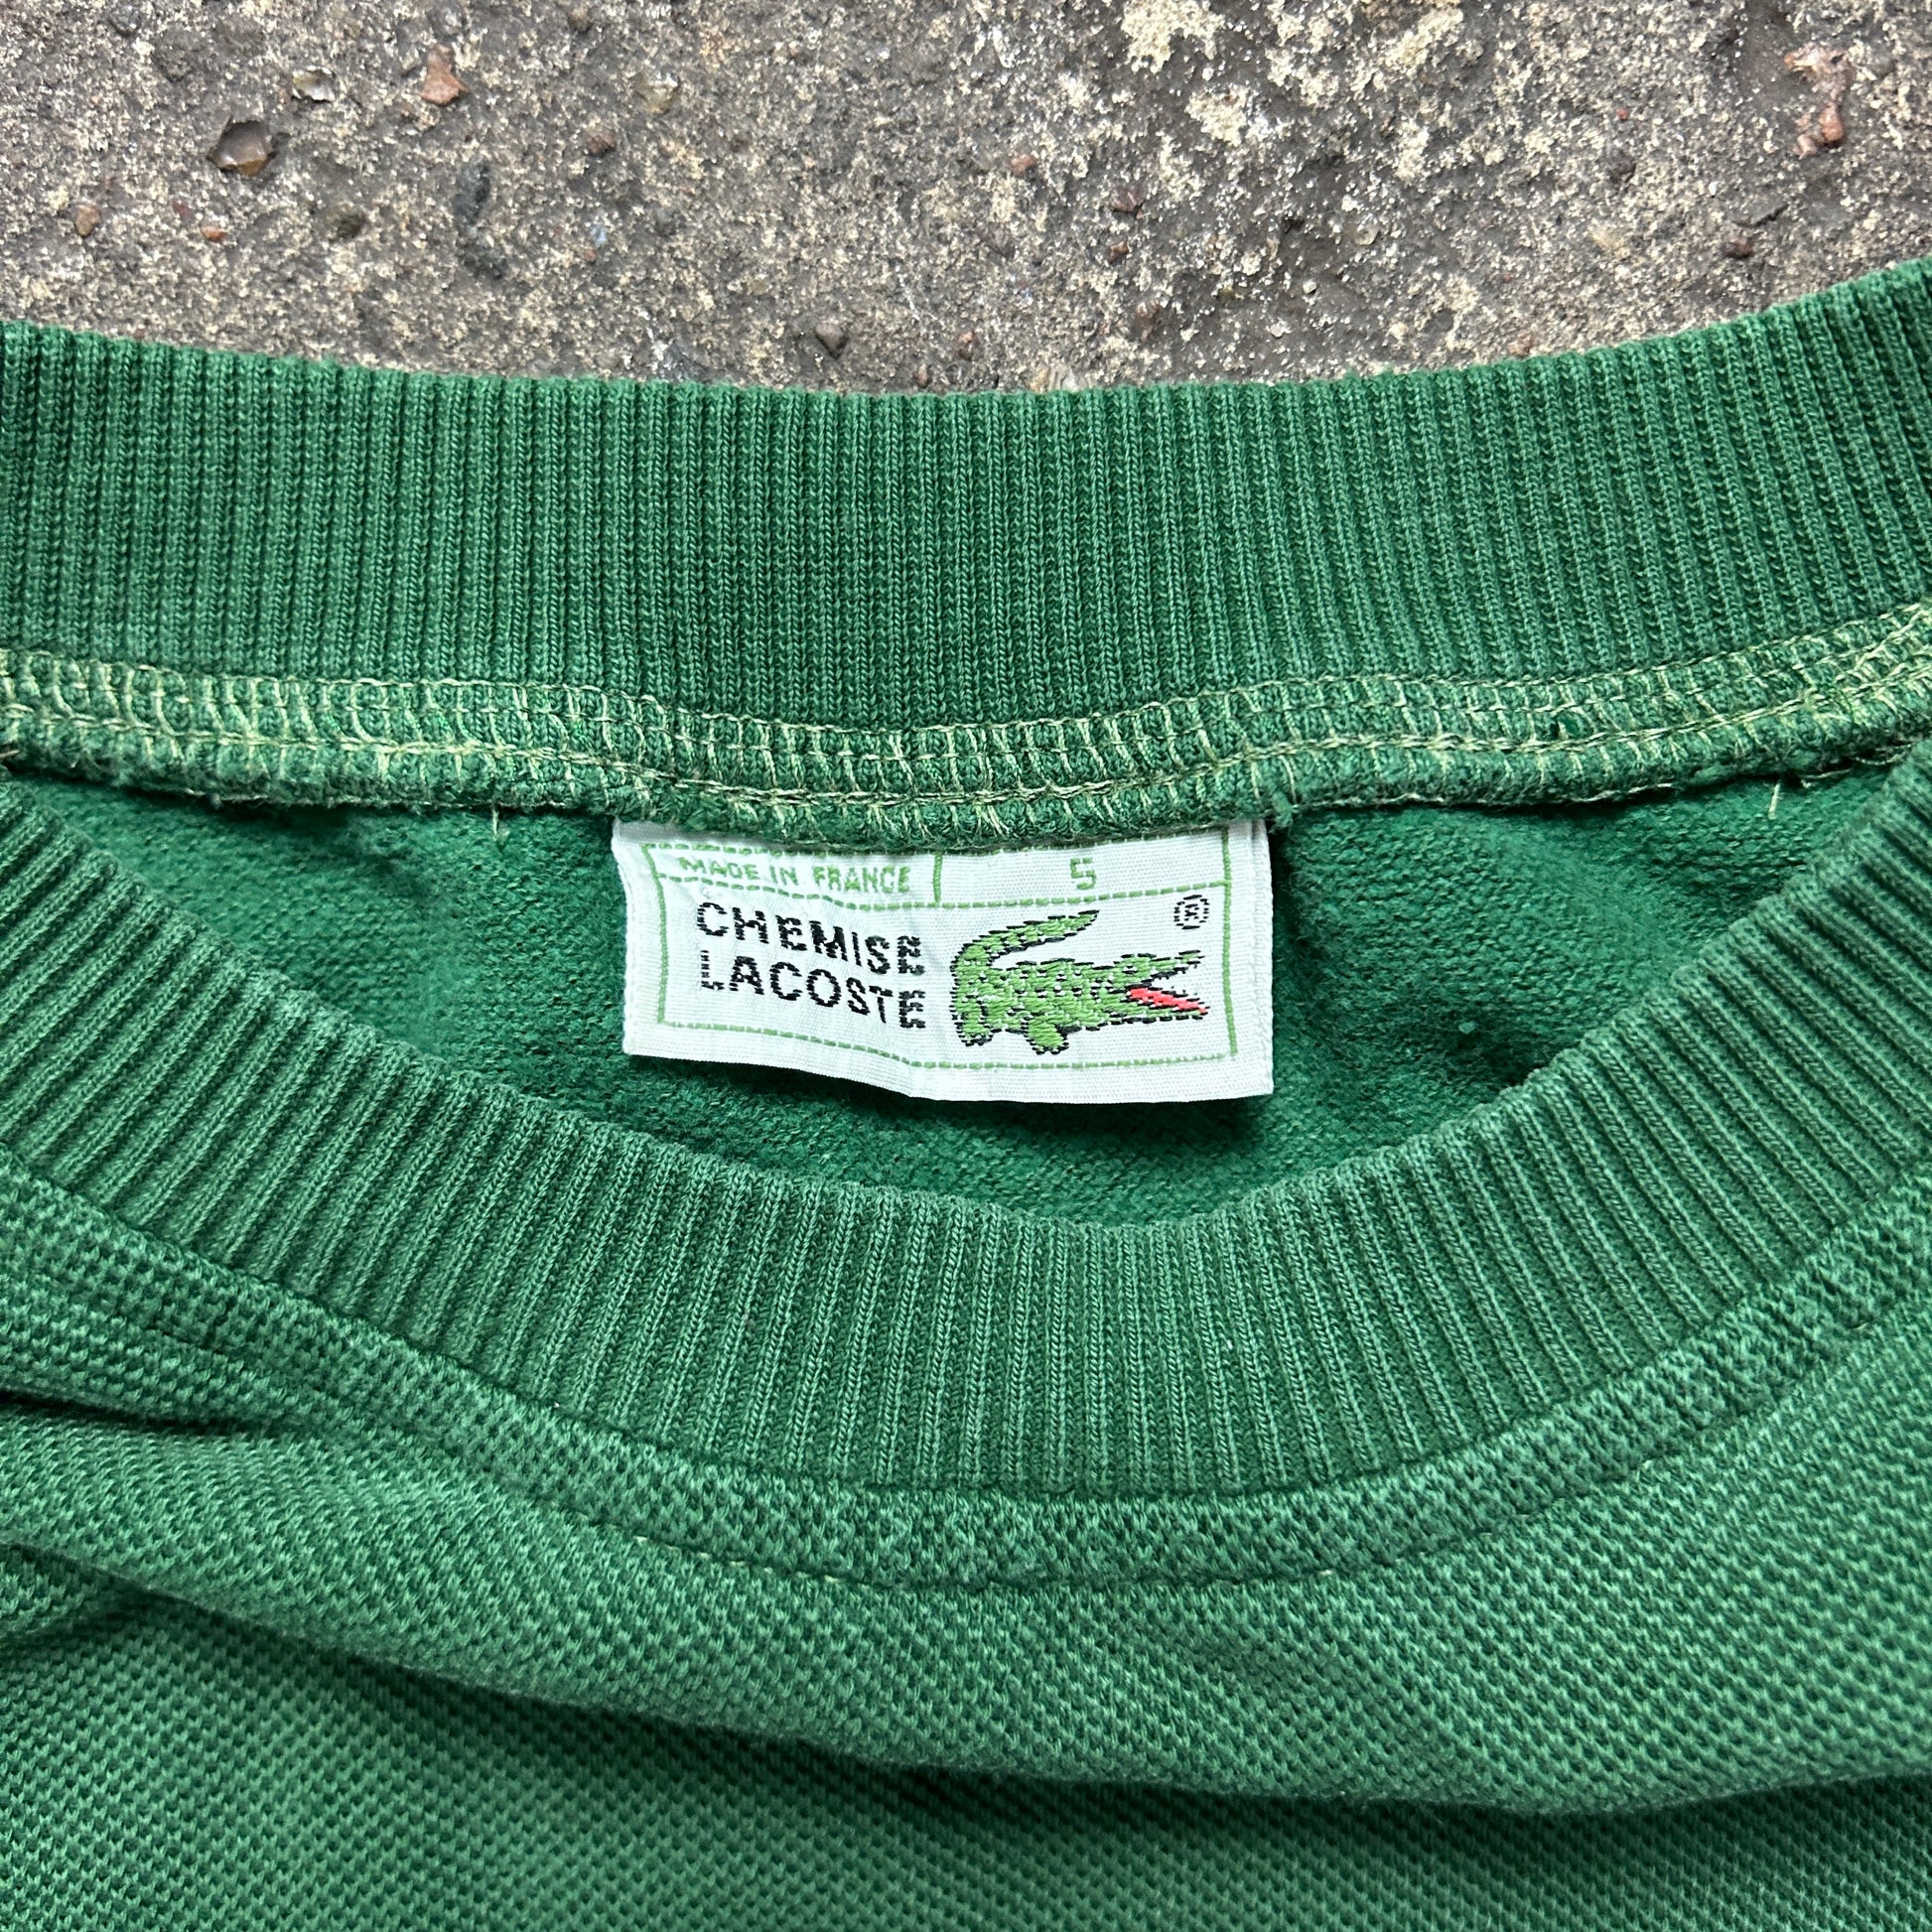 MADE IN FRANCE 5
CHEMISE
LACOSTE
®